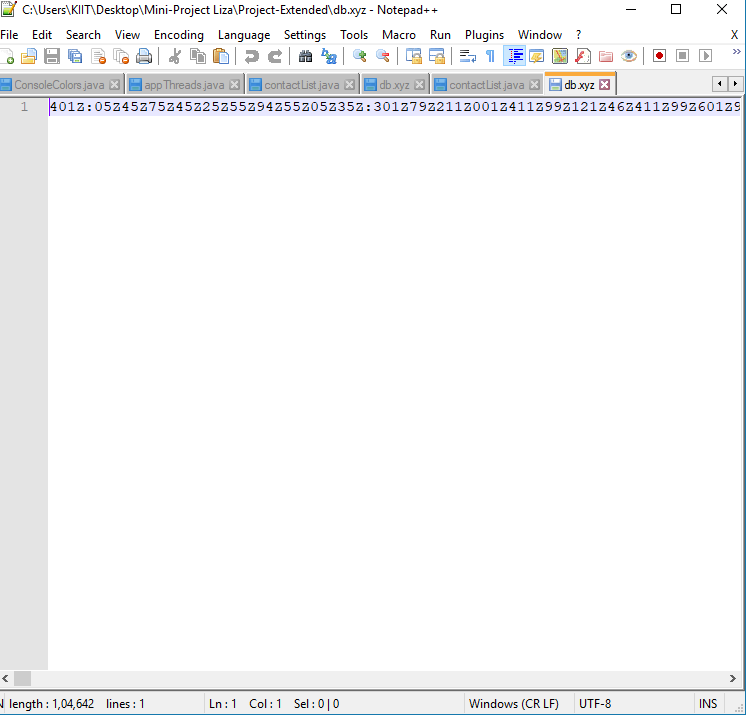 C:\Users\KIIT\Desktop\Mini-Project Liza\Project-Extended\db.xyz - Notepad++
File Edit Search View Encoding Language Settings Tools Macro Run Plugins Window ? X
ConsoleColors.java appThreads.java contactList.java db.xyz contactList.java db.xyz
1 401z:05z45z75z45z25z55z94z55z05z35z:301z79z211z001z411z99z121z46z411z99z601z9
length : 1,04,642 lines : 1 Ln : 1 Col : 1 Sel : 0 | 0 Windows (CR LF) UTF-8 INS